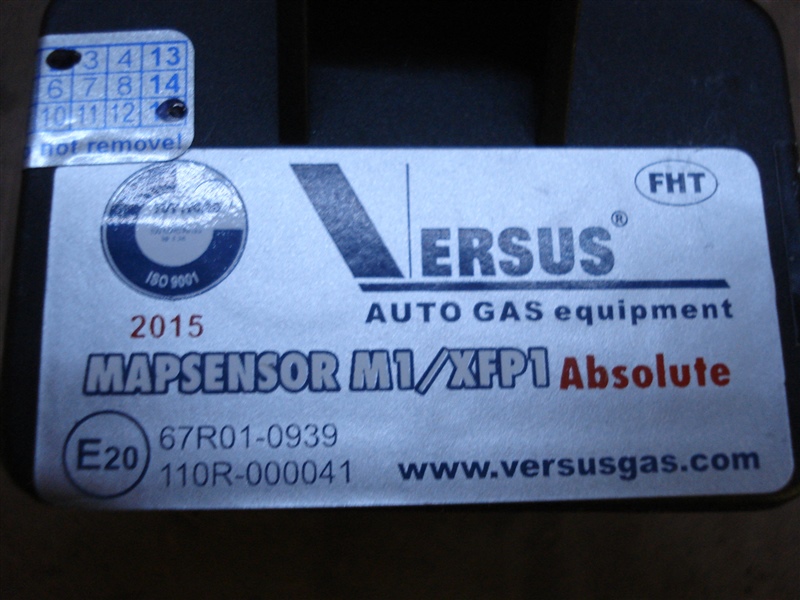 3 4 13
6 7 8 14
10 11 12
not remove!
FHT
VERSUS®
AUTO GAS equipment
ISO 9001
2015
MAPSENSOR M1/XFP1 Absolute
E20
67R01-0939
110R-000041
www.versusgas.com